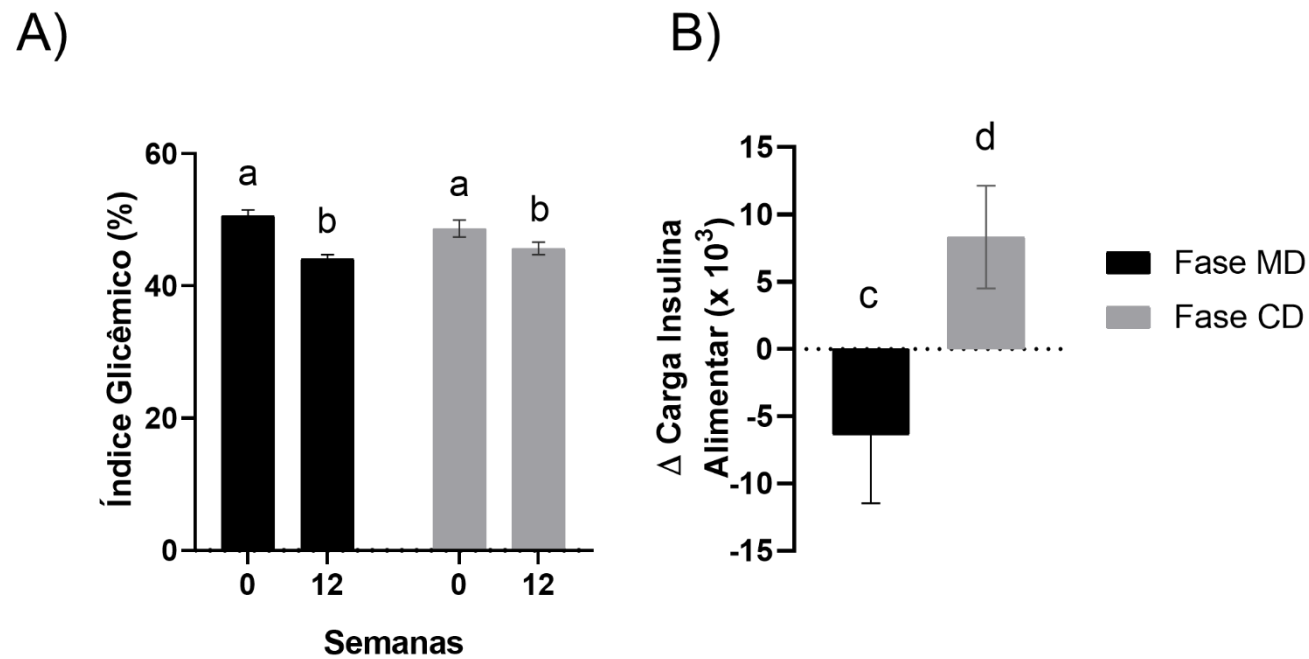 A)
B)
Índice Glicêmico (%)
60
40
20
0
a
b
a
b
0
12
0
12
Semanas
Δ Carga Insulina
Alimentar (x 10³)
15
10
5
0
-5
-10
-15
c
d
Fase MD
Fase CD